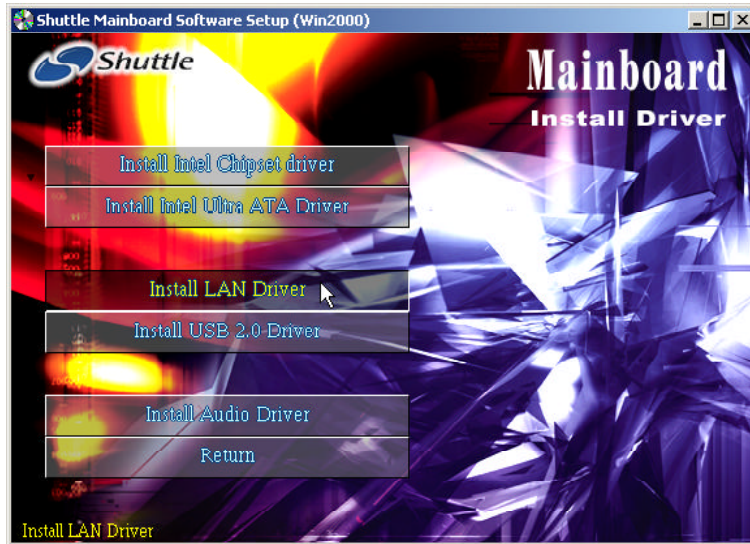 Shuttle Mainboard Software Setup (Win2000)
Shuttle
Mainboard
Install Driver
Install Intel Chipset driver
Install Intel Ultra ATA Driver
Install LAN Driver
Install USB 2.0 Driver
Install Audio Driver
Return
Install LAN Driver